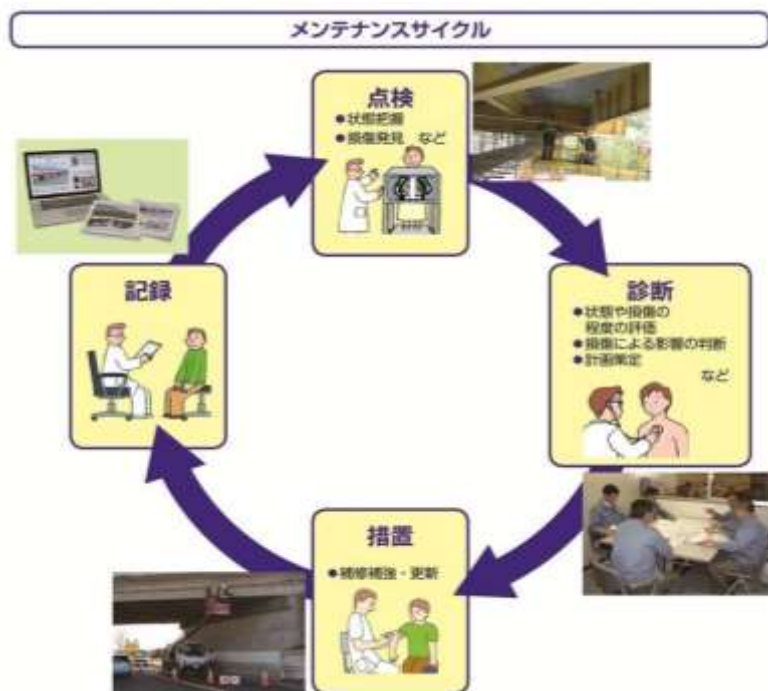 メンテナンスサイクル
点検
●状態把握
●損傷発見 など
診断
●状態や損傷の
程度の評価
●損傷による影響の判断
●計画策定
など
措置
●補修補強・更新
記録